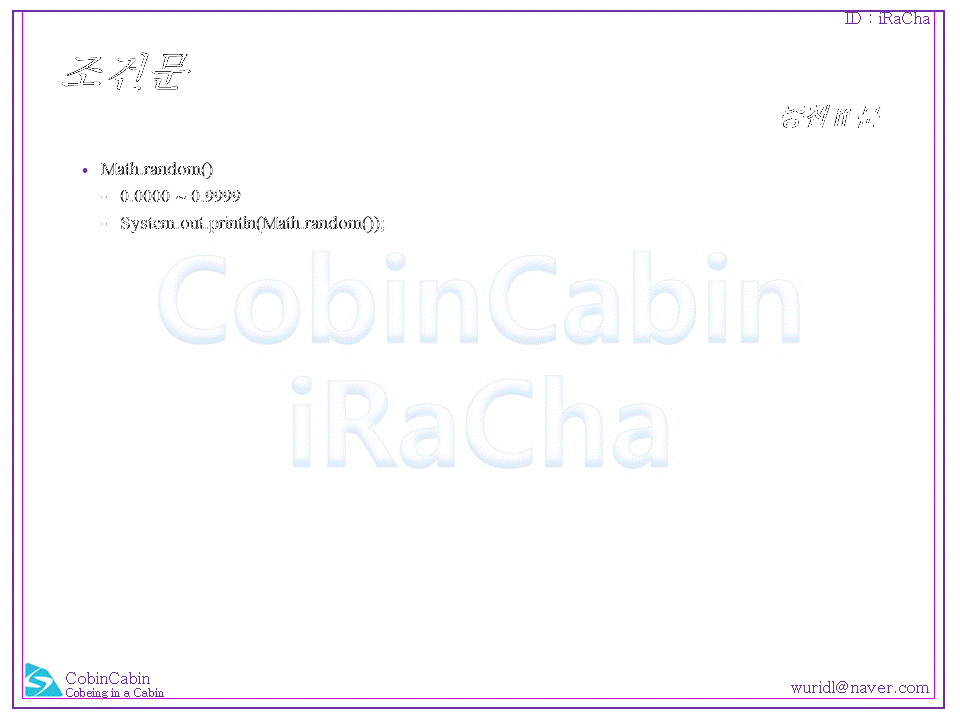 ID : iRaCha
조건문
중첩 if 문
Math.random()
0.0000 ~ 0.9999
System.out.println(Math.random());
CobinCabin
iRaCha
CobinCabin
Cobeing in a Cabin
wuridl@naver.com